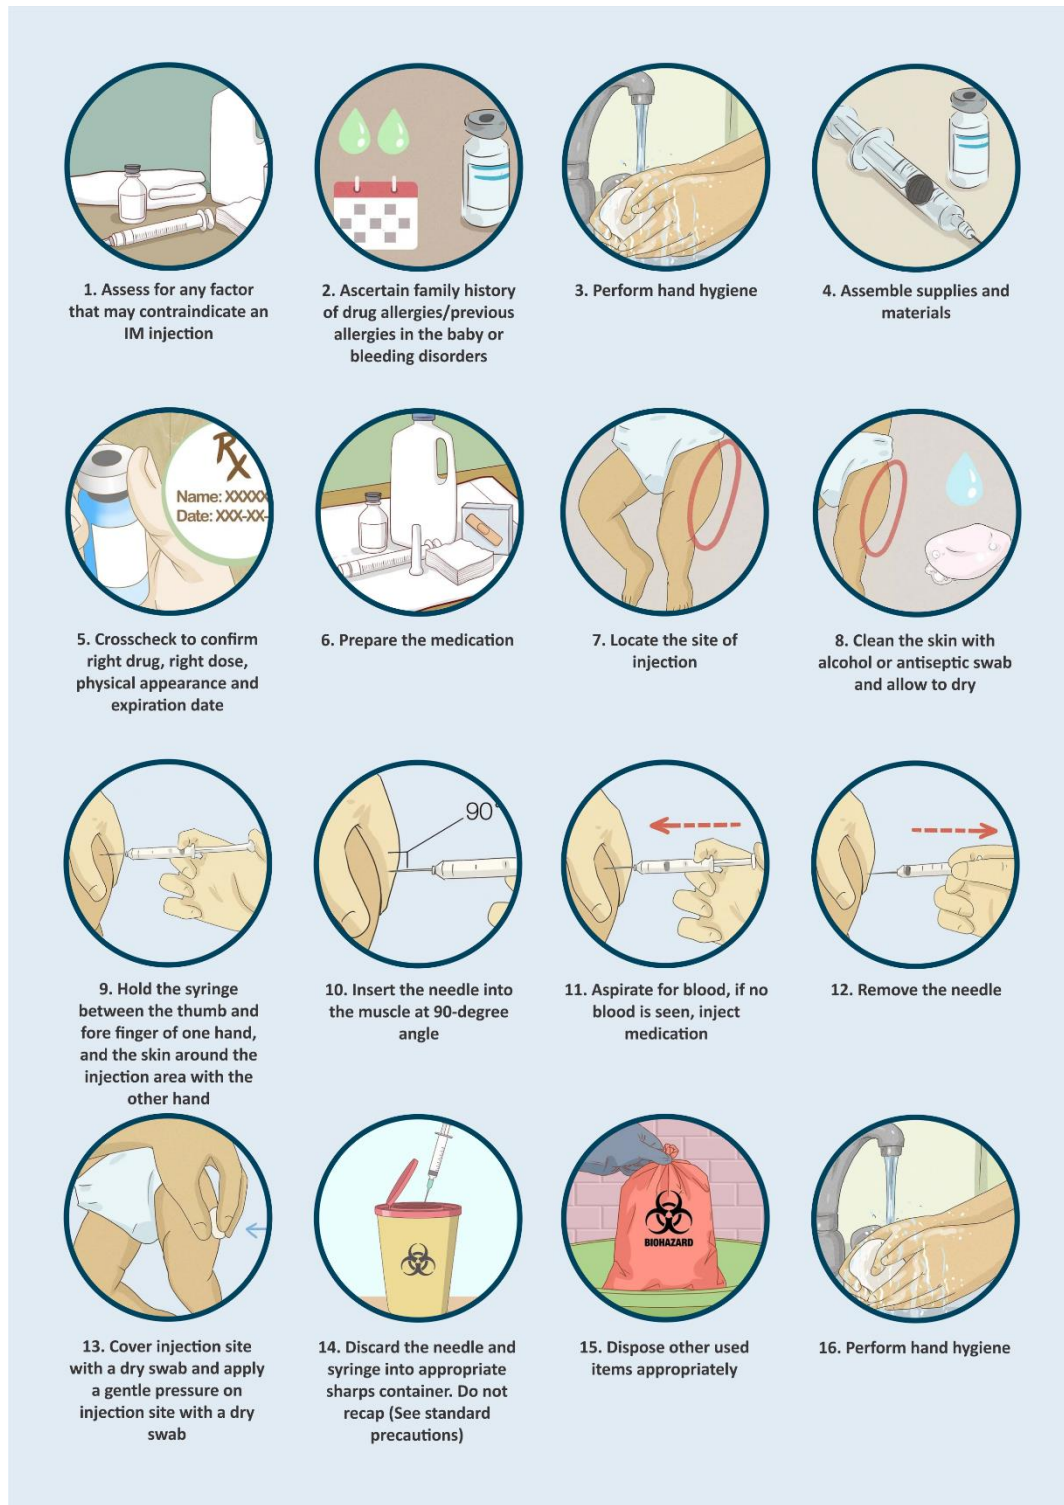 1. Assess for any factor
that may contraindicate an
IM injection
2. Ascertain family history
of drug allergies/previous
allergies in the baby or
bleeding disorders
3. Perform hand hygiene
4. Assemble supplies and
materials
Rx
Name: XXXXX
Date: XXX-XX-
5. Crosscheck to confirm
right drug, right dose,
physical appearance and
expiration date
6. Prepare the medication
7. Locate the site of
injection
8. Clean the skin with
alcohol or antiseptic swab
and allow to dry
9. Hold the syringe
between the thumb and
fore finger of one hand,
and the skin around the
injection area with the
other hand
90°
10. Insert the needle into
the muscle at 90-degree
angle
11. Aspirate for blood, if no
blood is seen, inject
medication
12. Remove the needle
13. Cover injection site
with a dry swab and apply
a gentle pressure on
injection site with a dry
swab
14. Discard the needle and
syringe into appropriate
sharps container. Do not
recap (See standard
precautions)
BIOHAZARD
15. Dispose other used
items appropriately
16. Perform hand hygiene